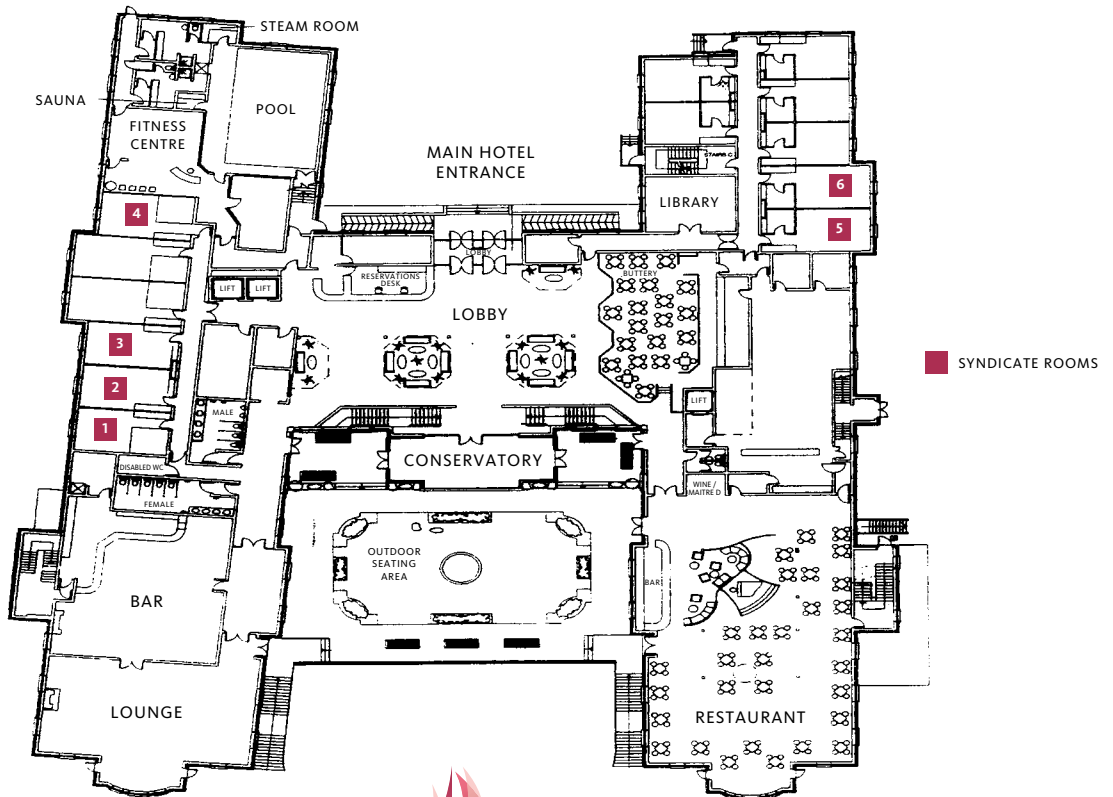 STEAM ROOM
SAUNA
POOL
FITNESS
CENTRE
MAIN HOTEL
ENTRANCE
STAIRS C
LIBRARY
6
5
4
LOBBY
RESERVATIONS
DESK
BUTTERY
LIFT
LIFT
LOBBY
3
SYNDICATE ROOMS
2
LIFT
MALE
1
CONSERVATORY
DISABLED WC
WINE /
MAITRE D
FEMALE
OUTDOOR
SEATING
AREA
BAR
BAR
LOUNGE
RESTAURANT